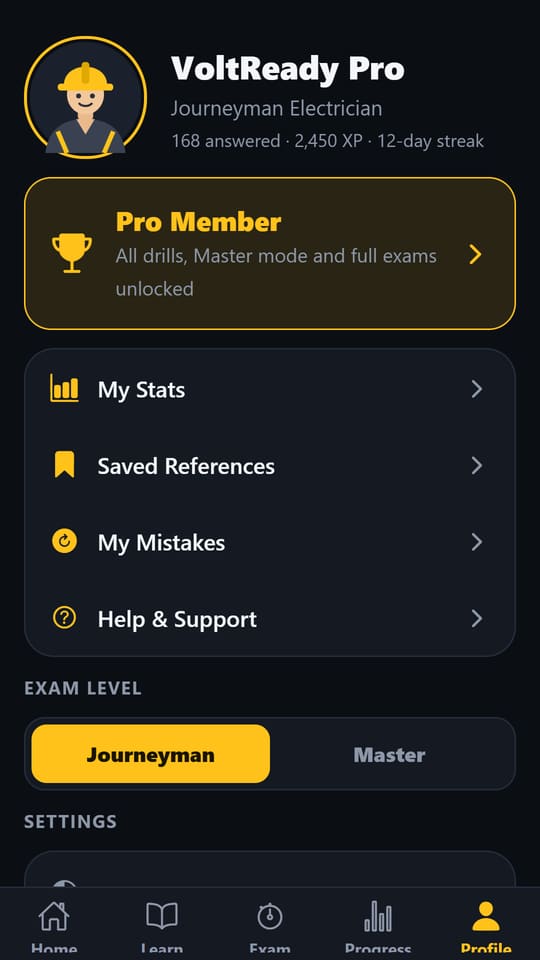 VoltReady Pro
Journeyman Electrician
168 answered · 2,450 XP · 12-day streak
Pro Member
All drills, Master mode and full exams
unlocked
My Stats
Saved References
My Mistakes
Help & Support
EXAM LEVEL
Journeyman
Master
SETTINGS
Home
Learn
Exam
Progress
Profile